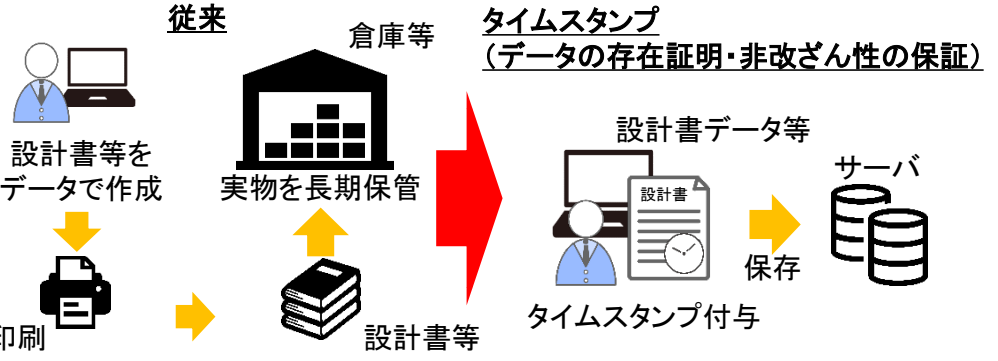 従来
倉庫等
設計書等を
データで作成
実物を長期保管
印刷
設計書等
タイムスタンプ
（データの存在証明・非改ざん性の保証）
設計書データ等
設計書
サーバ
保存
タイムスタンプ付与